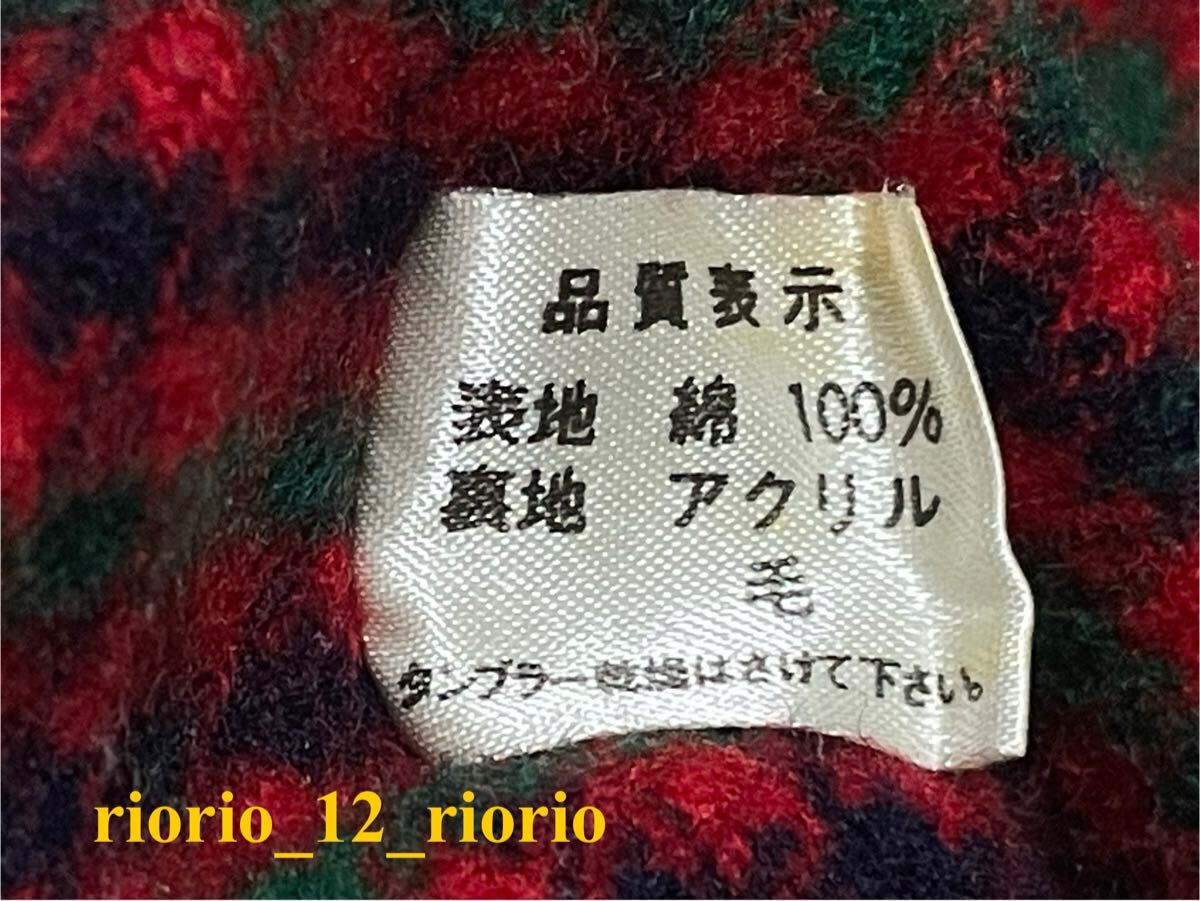 品質表示
表地 綿 100%
裏地 アクリル
毛
タンブラー乾燥はさけて下さい。
riorio_12_riorio